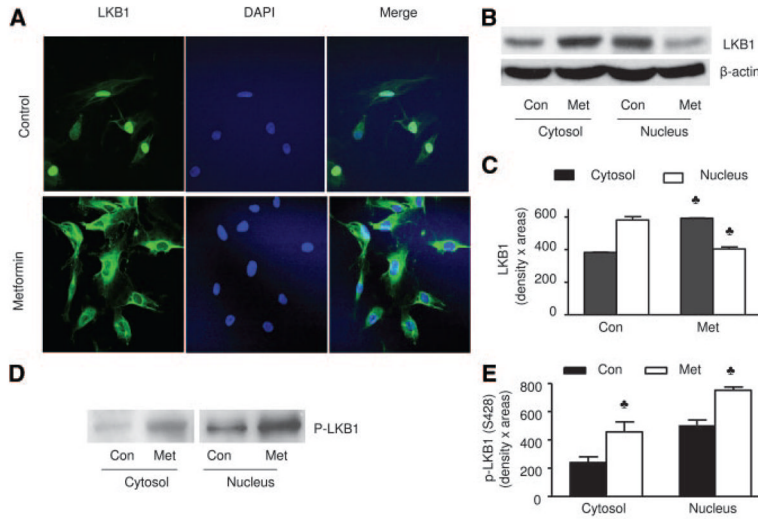 A
LKB1 DAPI Merge
Control
Metformin
B
LKB1
β-actin
Con Met Con Met
Cytosol Nucleus
C
Cytosol Nucleus
LKB1
(density x areas)
600
400
200
0
Con Met
D
P-LKB1
Con Met Con Met
Cytosol Nucleus
E
Con Met
p-LKB1 (S428)
(density x areas)
800
600
400
200
0
Cytosol Nucleus